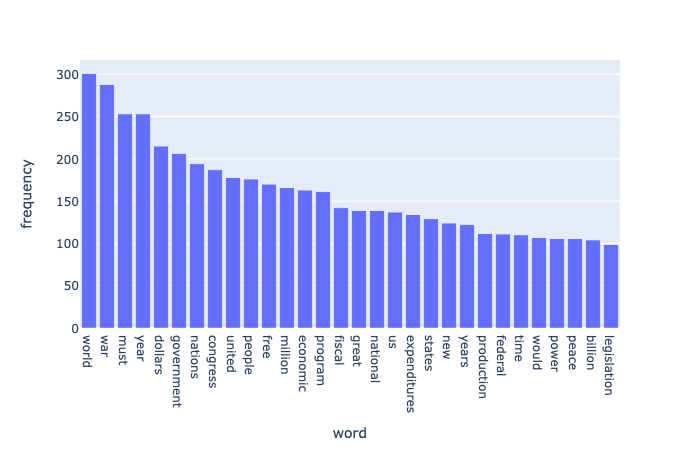 300
250
200
150
100
50
0
frequency
world
war
must
year
dollars
government
nations
congress
united
people
free
million
economic
program
fiscal
great
national
us
expenditures
states
new
years
production
federal
time
would
power
peace
billion
legislation
word